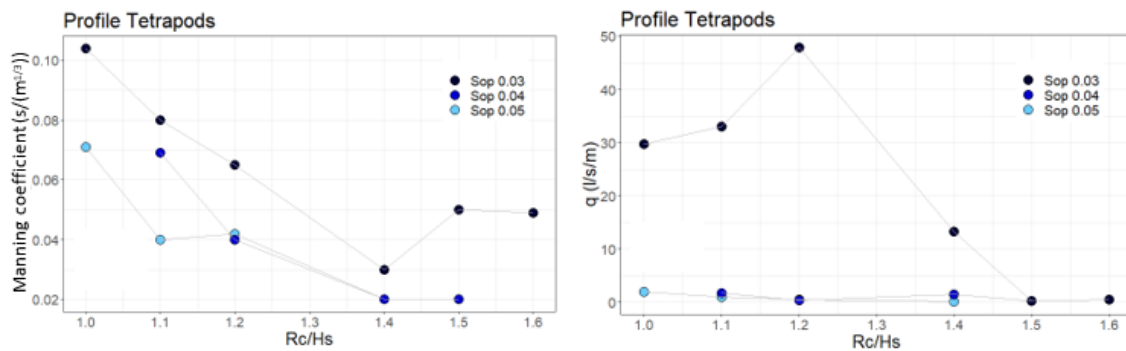 Profile Tetrapods
Manning coefficient (s/(m^1/3))
0.10
0.08
0.06
0.04
0.02
Sop 0.03
Sop 0.04
Sop 0.05
1.0 1.1 1.2 1.3 1.4 1.5 1.6
Rc/Hs
Profile Tetrapods
q (l/s/m)
50
40
30
20
10
0
Sop 0.03
Sop 0.04
Sop 0.05
1.0 1.1 1.2 1.3 1.4 1.5 1.6
Rc/Hs